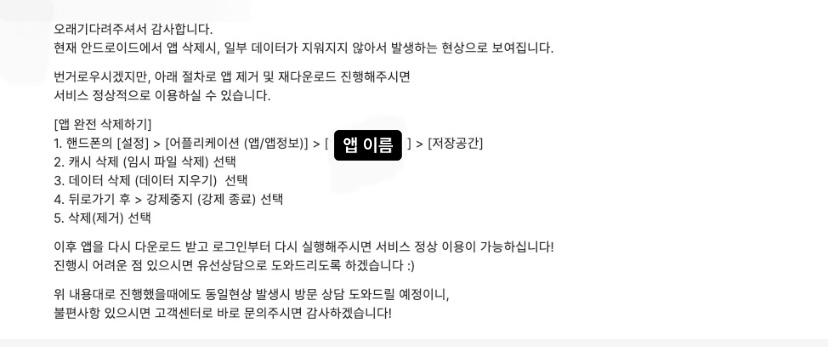 오래기다려주셔서 감사합니다.
현재 안드로이드에서 앱 삭제시, 일부 데이터가 지워지지 않아서 발생하는 현상으로 보여집니다.
번거로우시겠지만, 아래 절차로 앱 제거 및 재다운로드 진행해주시면
서비스 정상적으로 이용하실 수 있습니다.
[앱 완전 삭제하기]
1. 핸드폰의 [설정] > [어플리케이션 (앱/앱정보)] > [ 앱 이름 ] > [저장공간]
2. 캐시 삭제 (임시 파일 삭제) 선택
3. 데이터 삭제 (데이터 지우기)  선택
4. 뒤로가기 후 > 강제중지 (강제 종료) 선택
5. 삭제(제거) 선택
이후 앱을 다시 다운로드 받고 로그인부터 다시 실행해주시면 서비스 정상 이용이 가능하십니다!
진행시 어려운 점 있으시면 유선상담으로 도와드리도록 하겠습니다 :)
위 내용대로 진행했을때에도 동일현상 발생시 방문 상담 도와드릴 예정이니,
불편사항 있으시면 고객센터로 바로 문의주시면 감사하겠습니다!